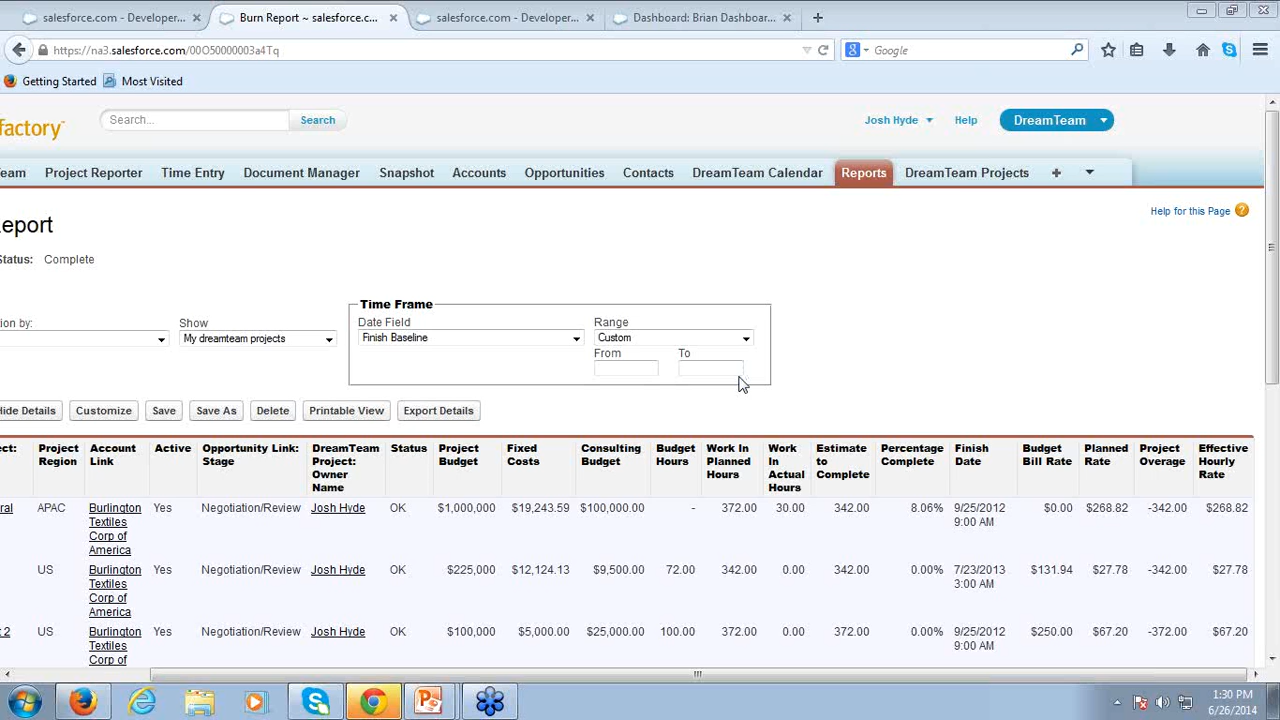 salesforce.com - Developer...
Burn Report ~ salesforce.c...
salesforce.com - Developer...
Dashboard: Brian Dashboar...
https://na3.salesforce.com/00O50000003a4Tq
Google
Getting Started
Most Visited
factory
Search...
Search
Josh Hyde
Help
DreamTeam
eam
Project Reporter
Time Entry
Document Manager
Snapshot
Accounts
Opportunities
Contacts
DreamTeam Calendar
Reports
DreamTeam Projects
+
eport
Help for this Page
Status: Complete
Time Frame
ion by:
Show
Date Field
Range
My dreamteam projects
Finish Baseline
Custom
From
To
Hide Details
Customize
Save
Save As
Delete
Printable View
Export Details
ct:
Project Region
Account Link
Active
Opportunity Link: Stage
DreamTeam Project: Owner Name
Status
Project Budget
Fixed Costs
Consulting Budget
Budget Hours
Work In Planned Hours
Work In Actual Hours
Estimate to Complete
Percentage Complete
Finish Date
Budget Bill Rate
Planned Rate
Project Overage
Effective Hourly Rate
ral APAC Burlington Textiles Corp of America Yes Negotiation/Review Josh Hyde OK $1,000,000 $19,243.59 $100,000.00 - 372.00 30.00 342.00 8.06% 9/25/2012 9:00 AM $0.00 $268.82 -342.00 $268.82
US Burlington Textiles Corp of America Yes Negotiation/Review Josh Hyde OK $225,000 $12,124.13 $9,500.00 72.00 342.00 0.00 342.00 0.00% 7/23/2013 3:00 AM $131.94 $27.78 -342.00 $27.78
t 2 US Burlington Textiles Corp of Yes Negotiation/Review Josh Hyde OK $100,000 $5,000.00 $25,000.00 100.00 372.00 0.00 372.00 0.00% 9/25/2012 9:00 AM $250.00 $67.20 -372.00 $67.20
1:30 PM
6/26/2014